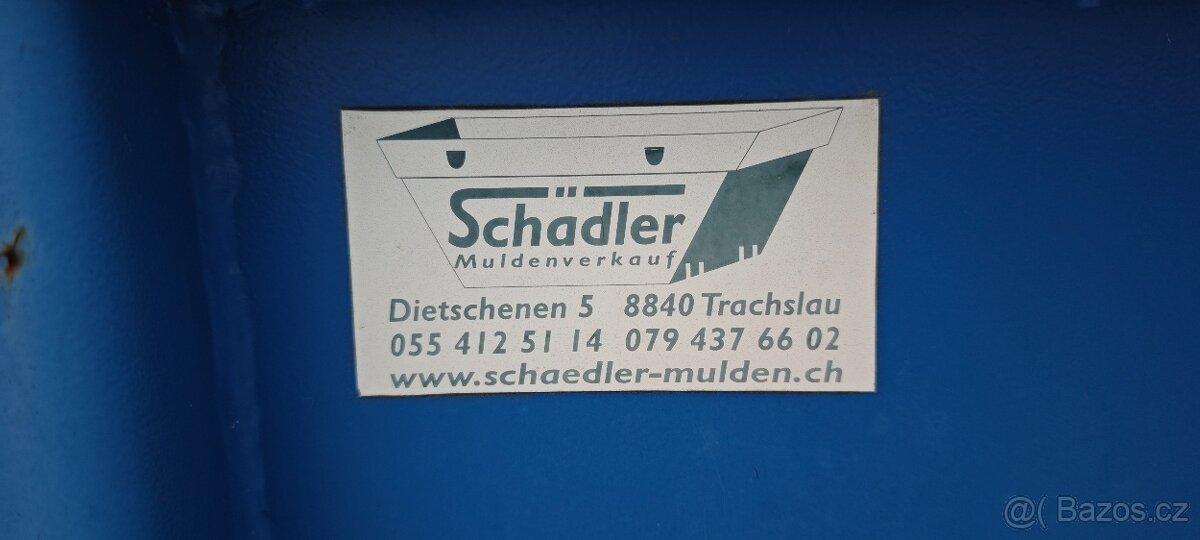 Schädler
Muldenverkauf
Dietschenen 5 8840 Trachslau
055 412 51 14 079 437 66 02
www.schaedler-mulden.ch
@( Bazos.cz